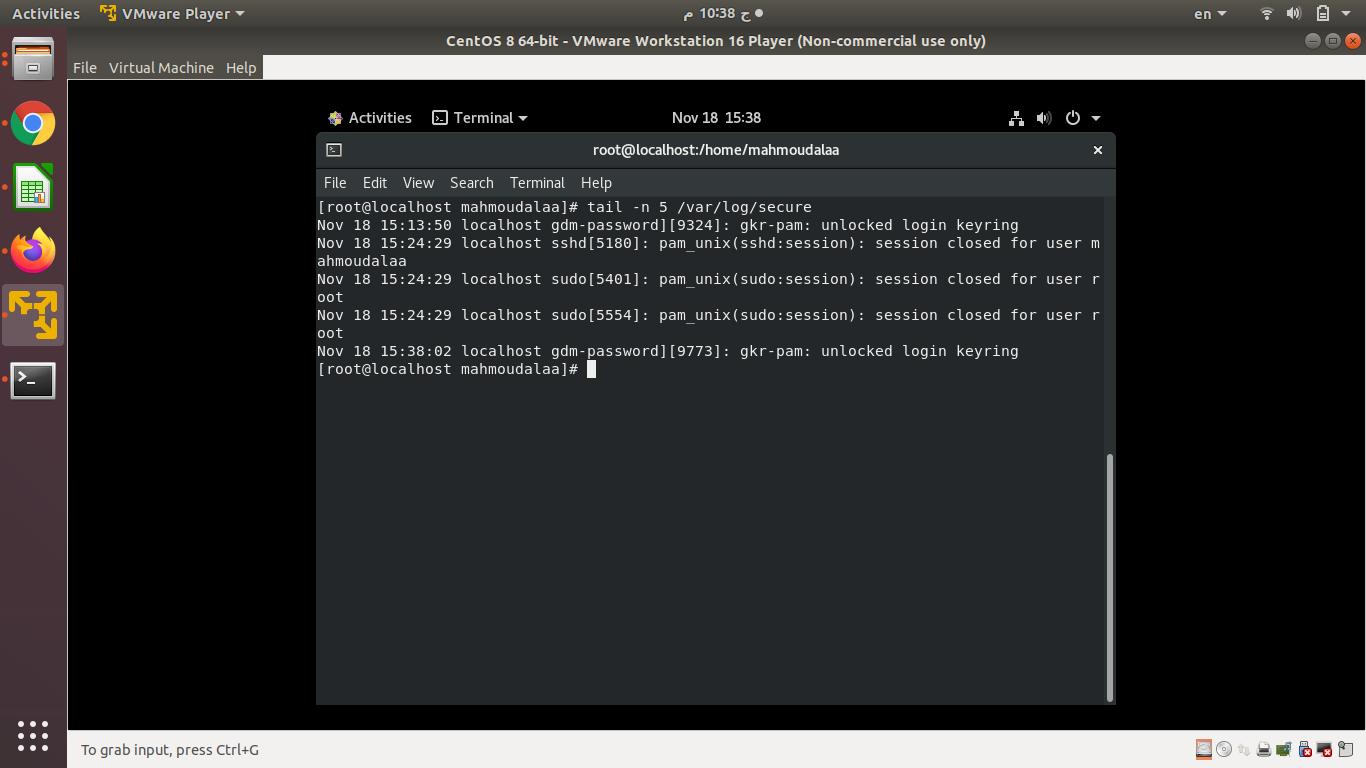 Activities VMware Player ح 10:38 م en
CentOS 8 64-bit - VMware Workstation 16 Player (Non-commercial use only)
File Virtual Machine Help
Activities Terminal Nov 18 15:38
root@localhost:/home/mahmoudalaa
File Edit View Search Terminal Help
[root@localhost mahmoudalaa]# tail -n 5 /var/log/secure
Nov 18 15:13:50 localhost gdm-password][9324]: gkr-pam: unlocked login keyring
Nov 18 15:24:29 localhost sshd[5180]: pam_unix(sshd:session): session closed for user m
ahmoudalaa
Nov 18 15:24:29 localhost sudo[5401]: pam_unix(sudo:session): session closed for user r
oot
Nov 18 15:24:29 localhost sudo[5554]: pam_unix(sudo:session): session closed for user r
oot
Nov 18 15:38:02 localhost gdm-password][9773]: gkr-pam: unlocked login keyring
[root@localhost mahmoudalaa]#
To grab input, press Ctrl+G